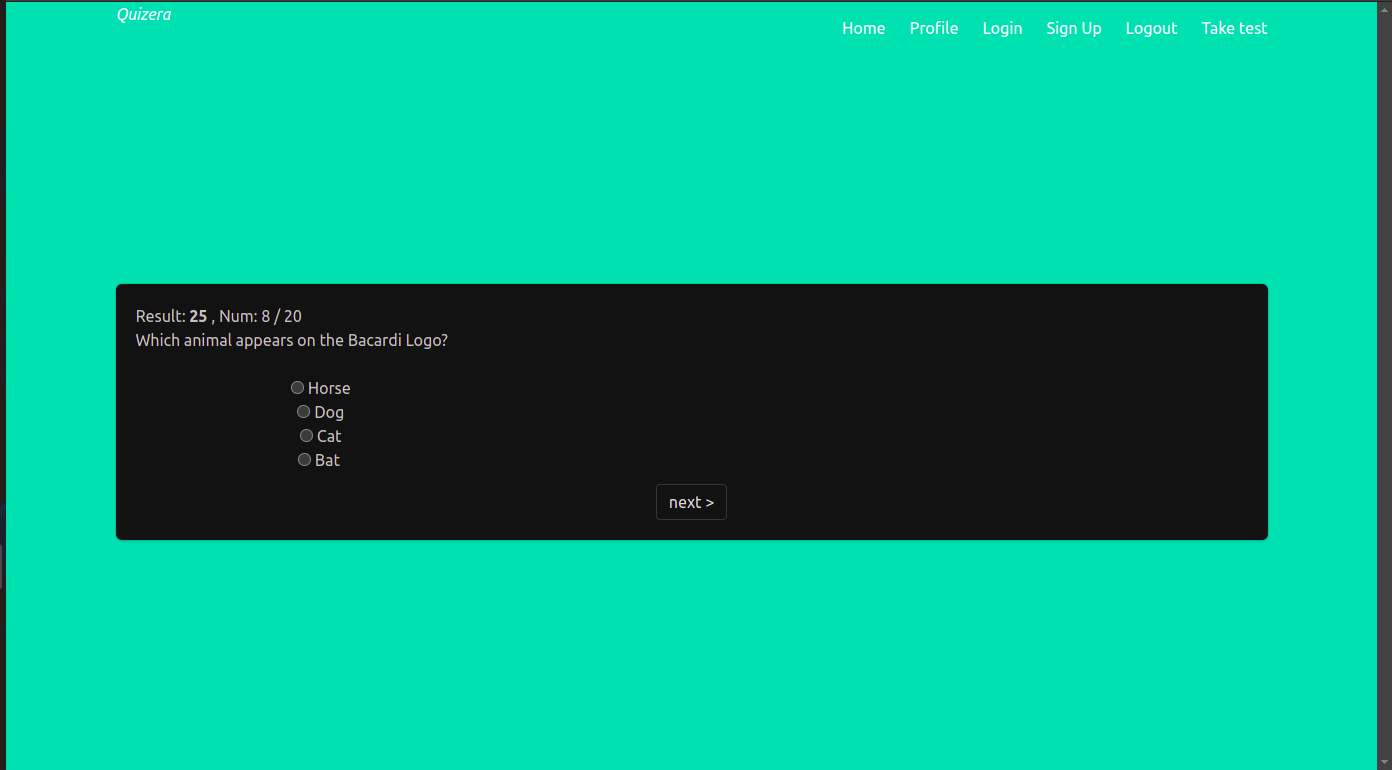 Quizera
Home Profile Login Sign Up Logout Take test
Result: 25 , Num: 8 / 20
Which animal appears on the Bacardi Logo?
Horse
Dog
Cat
Bat
next >